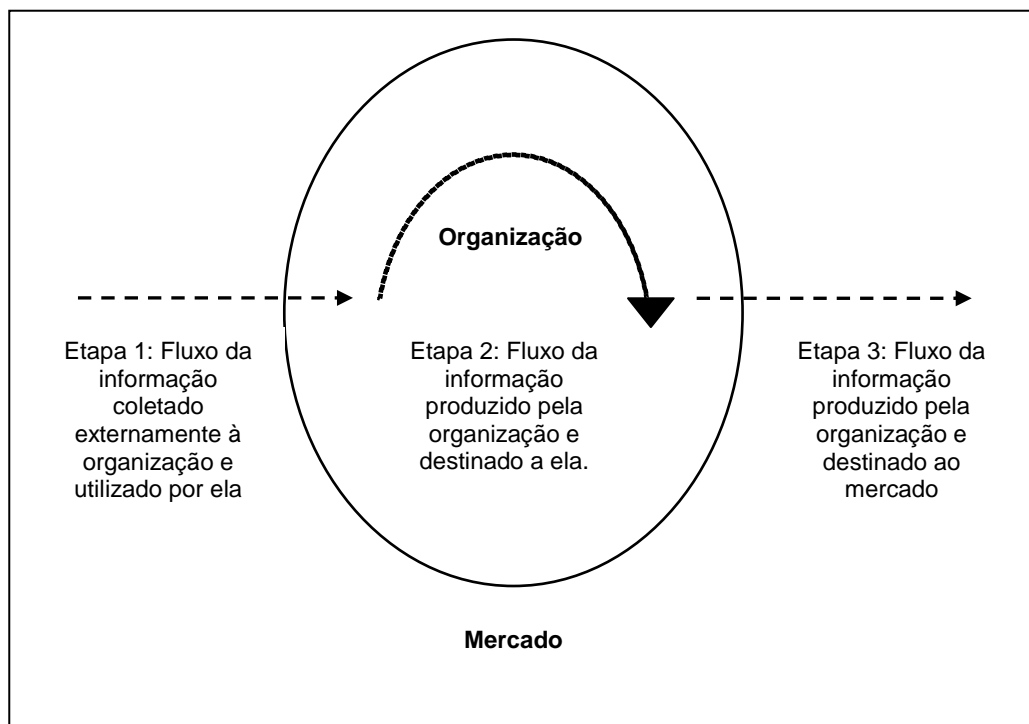 Organização
Etapa 1: Fluxo da
informação
coletado
externamente à
organização e
utilizado por ela
Etapa 2: Fluxo da
informação
produzido pela
organização e
destinado a ela.
Etapa 3: Fluxo da
informação
produzido pela
organização e
destinado ao
mercado
Mercado